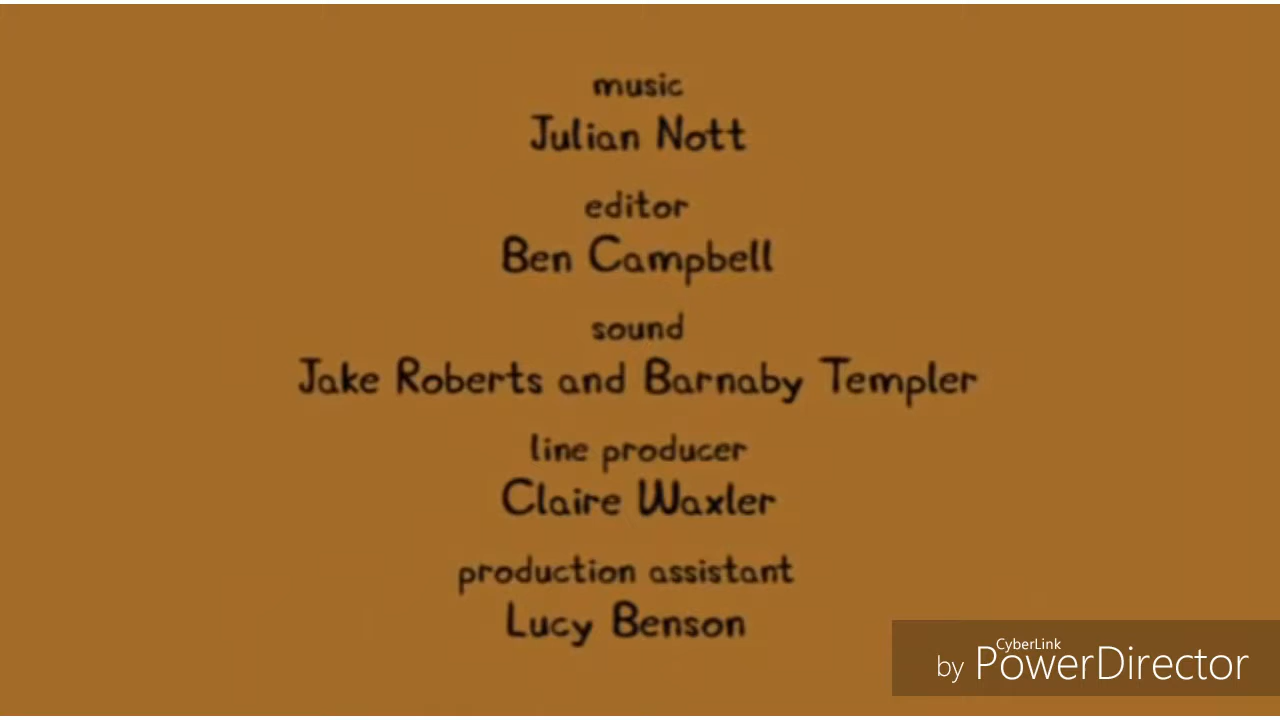 music
Julian Nott
editor
Ben Campbell
sound
Jake Roberts and Barnaby Templer
line producer
Claire Waxler
production assistant
Lucy Benson
CyberLink
by PowerDirector